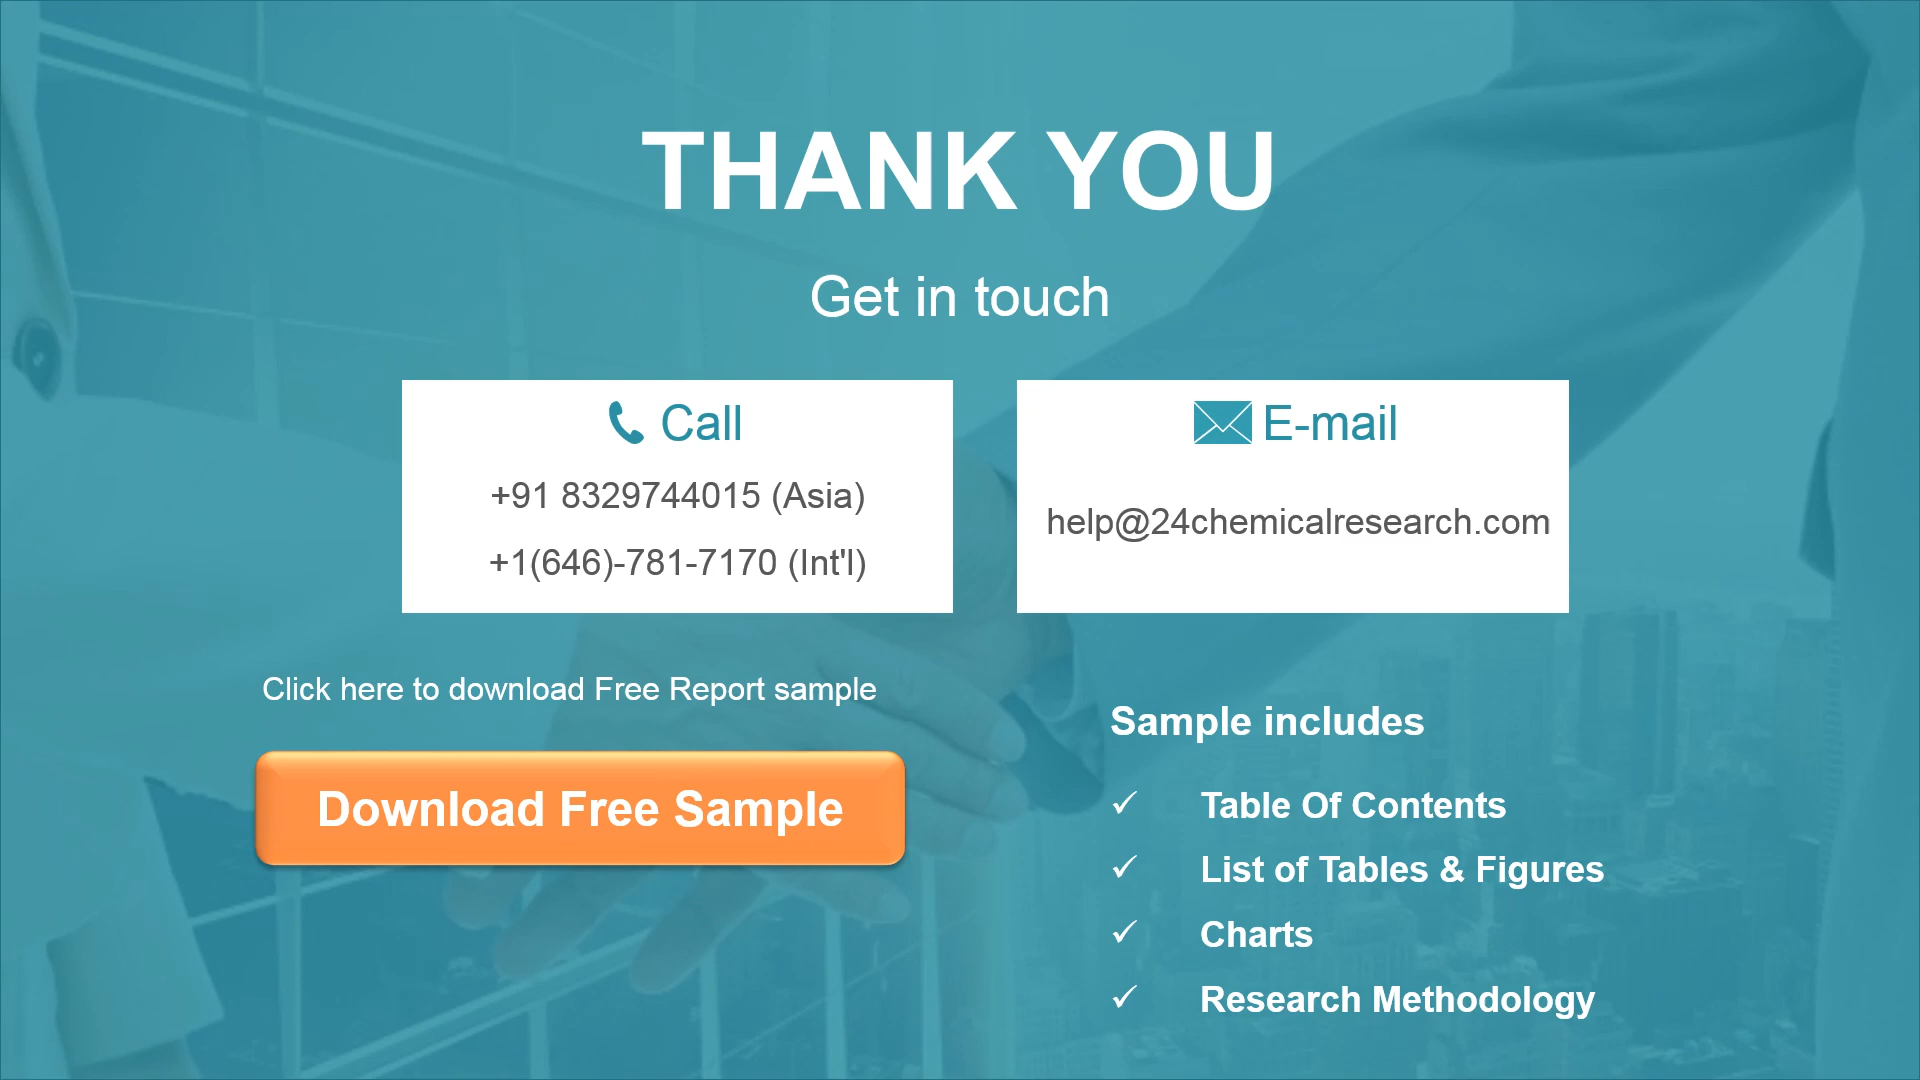 THANK YOU
Get in touch
Call
+91 8329744015 (Asia)
+1(646)-781-7170 (Int'l)
E-mail
help@24chemicalresearch.com
Click here to download Free Report sample
Download Free Sample
Sample includes
✓ Table Of Contents
✓ List of Tables & Figures
✓ Charts
✓ Research Methodology